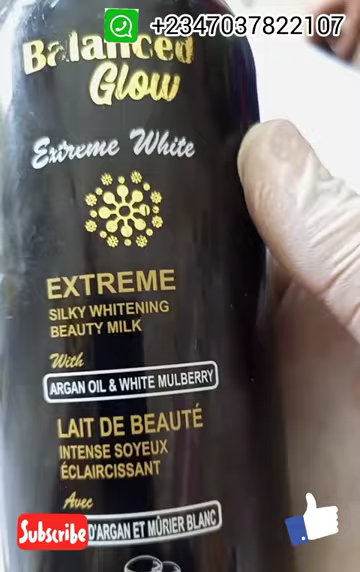 +2347037822107
Balanced
Glow
Extreme White
EXTREME
SILKY WHITENING
BEAUTY MILK
With
ARGAN OIL & WHITE MULBERRY
LAIT DE BEAUTÉ
INTENSE SOYEUX
ÉCLAIRCISSANT
Avec
Subscribe D'ARGAN ET MÛRIER BLANC